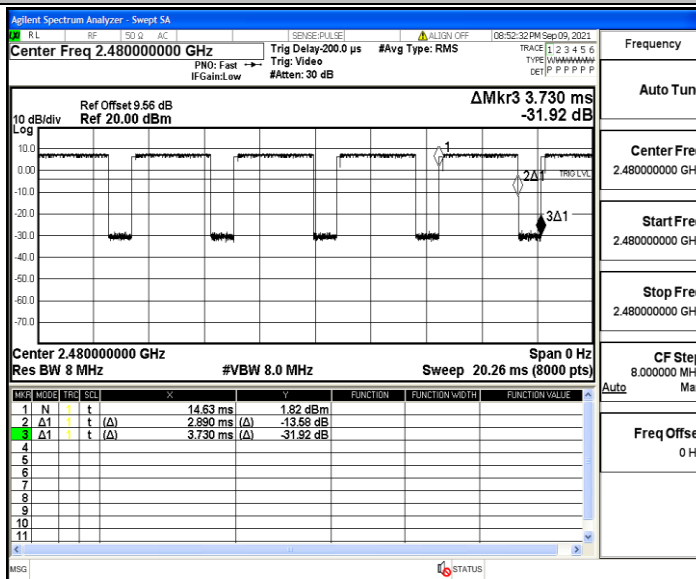 Agilent Spectrum Analyzer - Swept SA
RL RF 50 Ω AC SENSE:PULSE ALIGN OFF 08:52:32 PM Sep 09, 2021
Center Freq 2.480000000 GHz
PNO: Fast
IFGain:Low
Trig Delay-200.0 µs
Trig: Video
#Atten: 30 dB
#Avg Type: RMS
TRACE 1 2 3 4 5 6
TYPE
DET P P P P P P
Ref Offset 9.56 dB
10 dB/div Ref 20.00 dBm
Log
ΔMkr3 3.730 ms
-31.92 dB
10.0
0.00
-10.0
-20.0
-30.0
-40.0
-50.0
-60.0
-70.0
1
2Δ1
TRIG LVL
3Δ1
Center 2.480000000 GHz Span 0 Hz
Res BW 8 MHz #VBW 8.0 MHz Sweep 20.26 ms (8000 pts)
MKR MODE TRC SCL X Y FUNCTION FUNCTION WIDTH FUNCTION VALUE
1 N 1 t 14.63 ms 1.82 dBm
2 Δ1 1 t (Δ) 2.890 ms (Δ) -13.58 dB
3 Δ1 1 t (Δ) 3.730 ms (Δ) -31.92 dB
4
5
6
7
8
9
10
11
MSG STATUS
Frequency
Auto Tun
Center Fre
2.480000000 GH
Start Fre
2.480000000 GH
Stop Fre
2.480000000 GH
CF Step
8.000000 MH
Auto Ma
Freq Offse
0 H